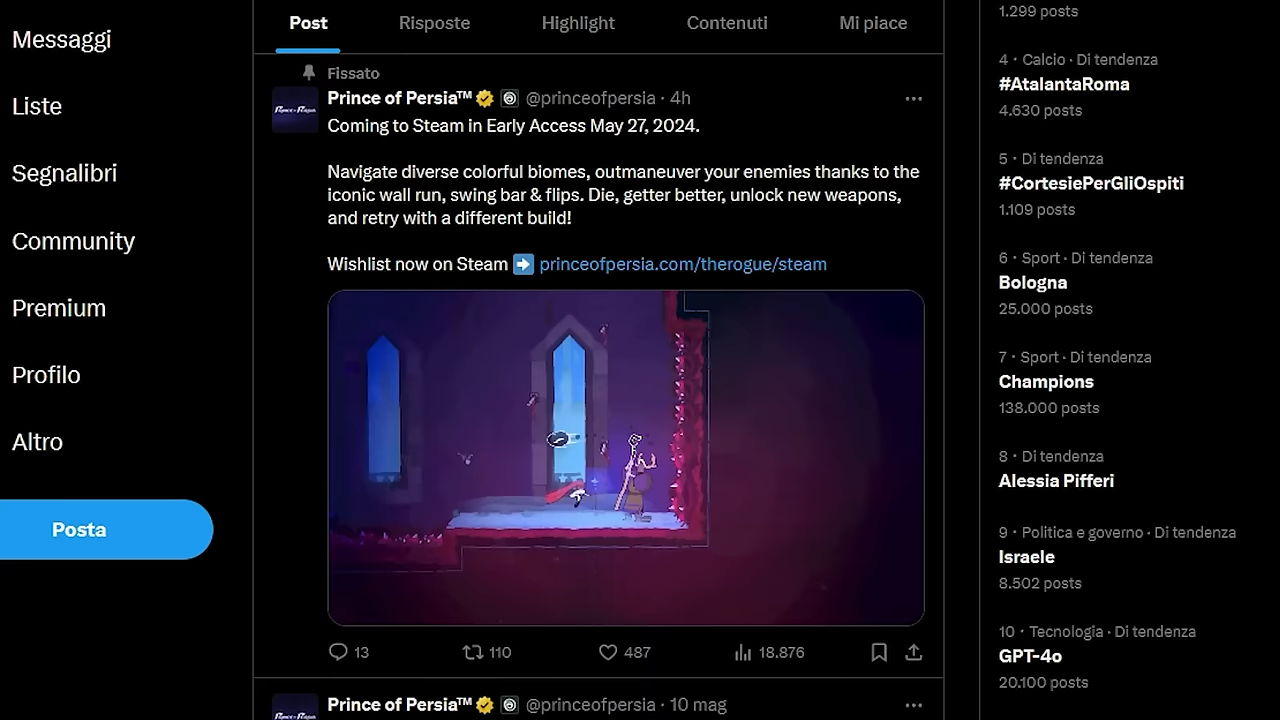 Messaggi
Liste
Segnalibri
Community
Premium
Profilo
Altro
Posta
Post
Risposte
Highlight
Contenuti
Mi piace
Fissato
Prince of Persia™ @princeofpersia · 4h
Coming to Steam in Early Access May 27, 2024.
Navigate diverse colorful biomes, outmaneuver your enemies thanks to the
iconic wall run, swing bar & flips. Die, getter better, unlock new weapons,
and retry with a different build!
Wishlist now on Steam ➡️ princeofpersia.com/therogue/steam
13
110
487
18.876
Prince of Persia™ @princeofpersia · 10 mag
1.299 posts
4 · Calcio · Di tendenza
#AtalantaRoma
4.630 posts
5 · Di tendenza
#CortesiePerGliOspiti
1.109 posts
6 · Sport · Di tendenza
Bologna
25.000 posts
7 · Sport · Di tendenza
Champions
138.000 posts
8 · Di tendenza
Alessia Pifferi
9 · Politica e governo · Di tendenza
Israele
8.502 posts
10 · Tecnologia · Di tendenza
GPT-4o
20.100 posts